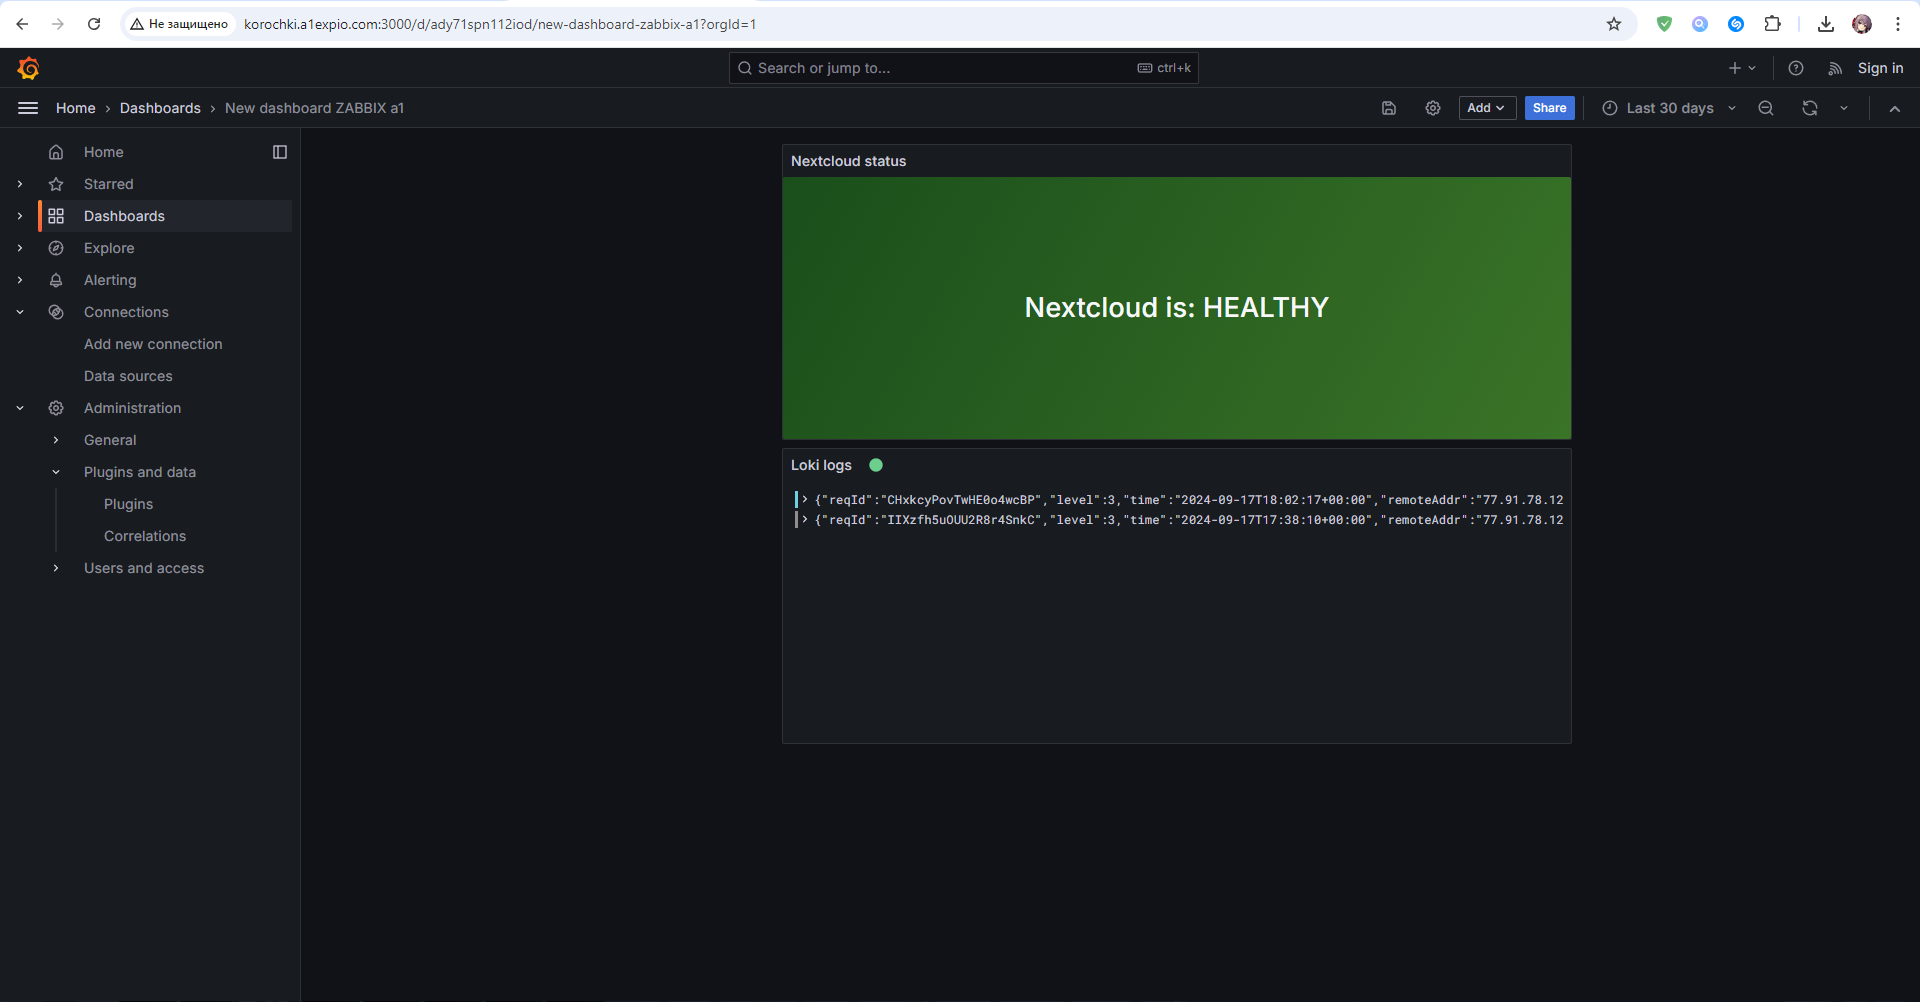 Не защищено
korochki.a1expio.com:3000/d/ady71spn112iod/new-dashboard-zabbix-a1?orgId=1
Search or jump to...
ctrl+k
Sign in
Home
Dashboards
New dashboard ZABBIX a1
Add
Share
Last 30 days
Home
Starred
Dashboards
Explore
Alerting
Connections
Add new connection
Data sources
Administration
General
Plugins and data
Plugins
Correlations
Users and access
Nextcloud status
Nextcloud is: HEALTHY
Loki logs
{"reqId":"CHxkcyPovTwHE0o4wcBP","level":3,"time":"2024-09-17T18:02:17+00:00","remoteAddr":"77.91.78.12
{"reqId":"IIXzfh5uOUU2R8r4SnkC","level":3,"time":"2024-09-17T17:38:10+00:00","remoteAddr":"77.91.78.12